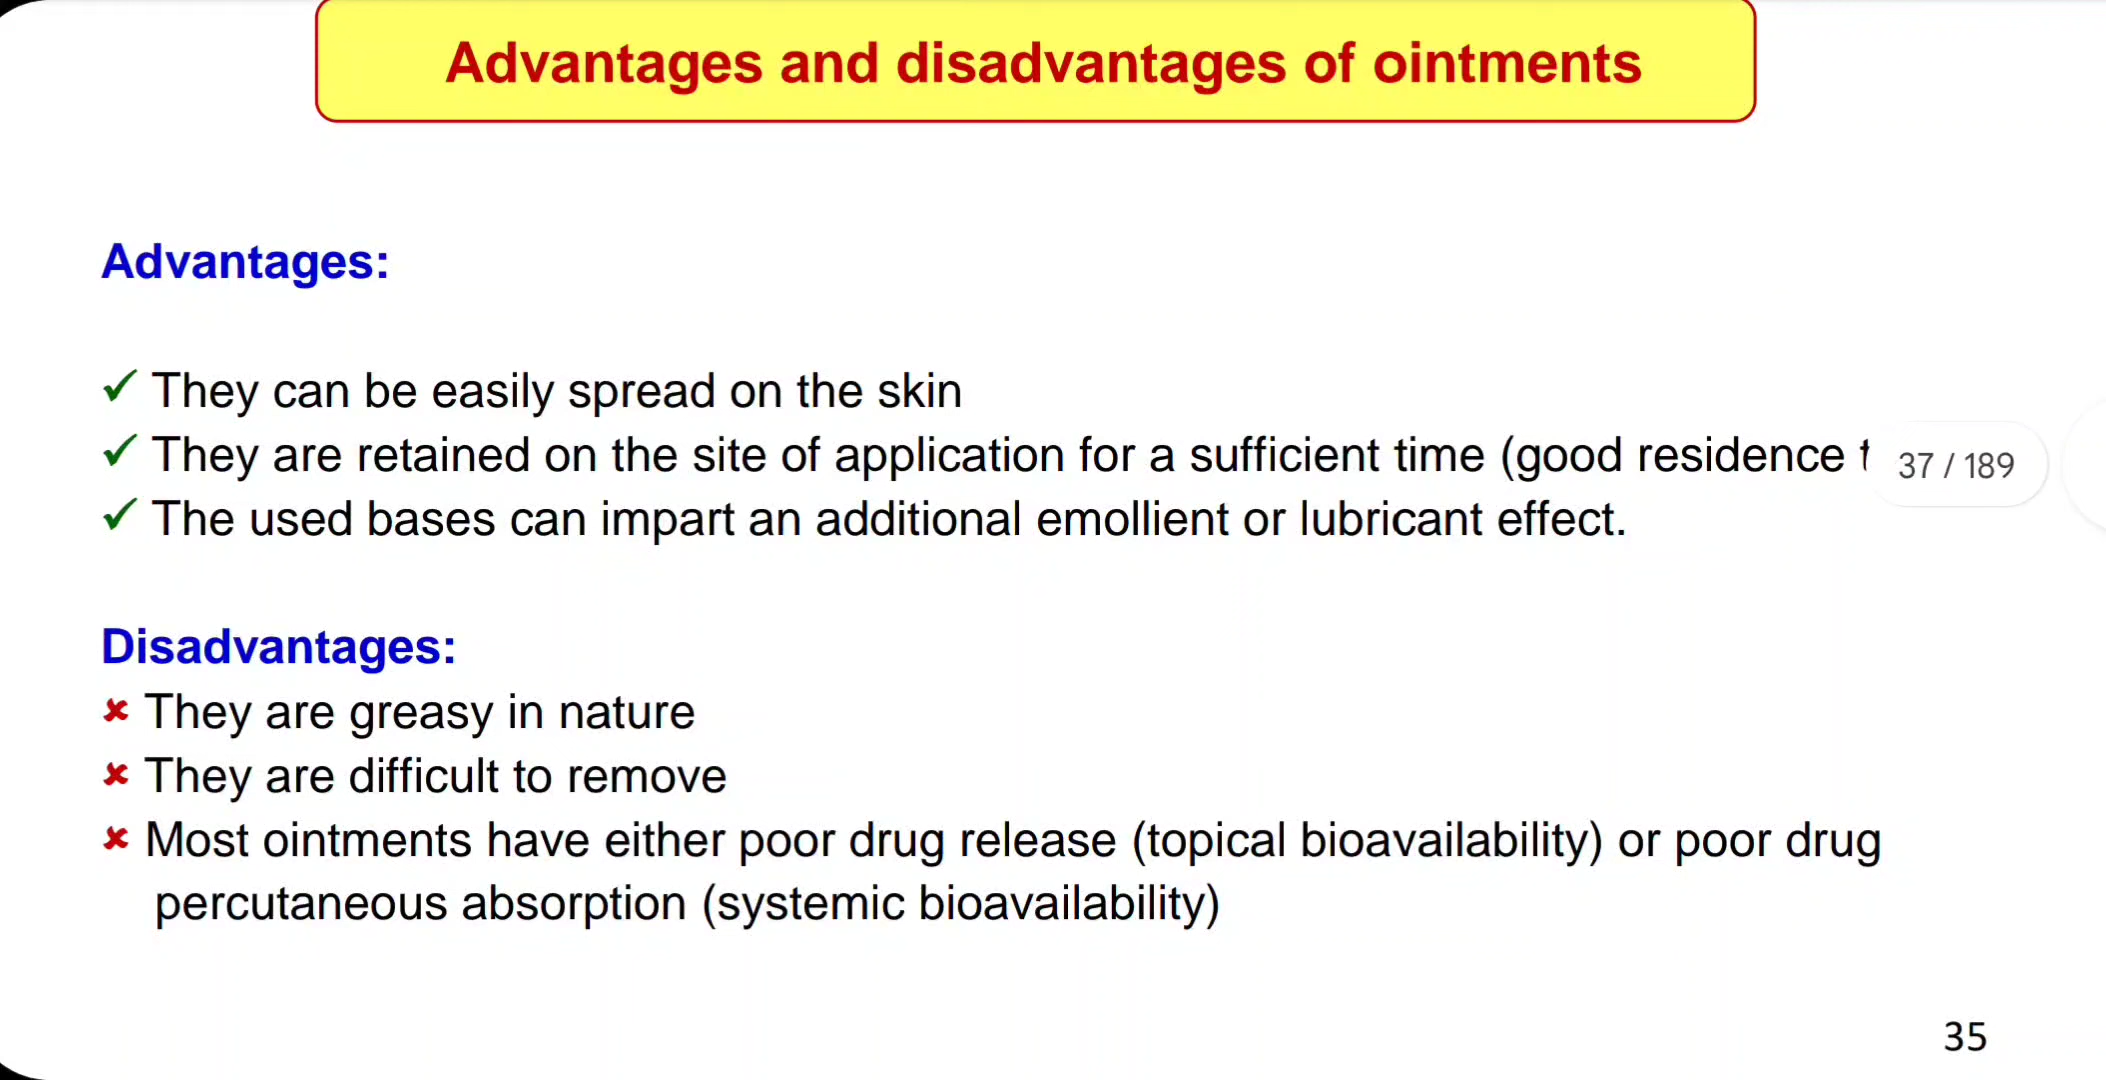 Advantages and disadvantages of ointments
Advantages:
✓ They can be easily spread on the skin
✓ They are retained on the site of application for a sufficient time (good residence
37 / 189
✓ The used bases can impart an additional emollient or lubricant effect.
Disadvantages:
✘ They are greasy in nature
✘ They are difficult to remove
✘ Most ointments have either poor drug release (topical bioavailability) or poor drug
percutaneous absorption (systemic bioavailability)
35